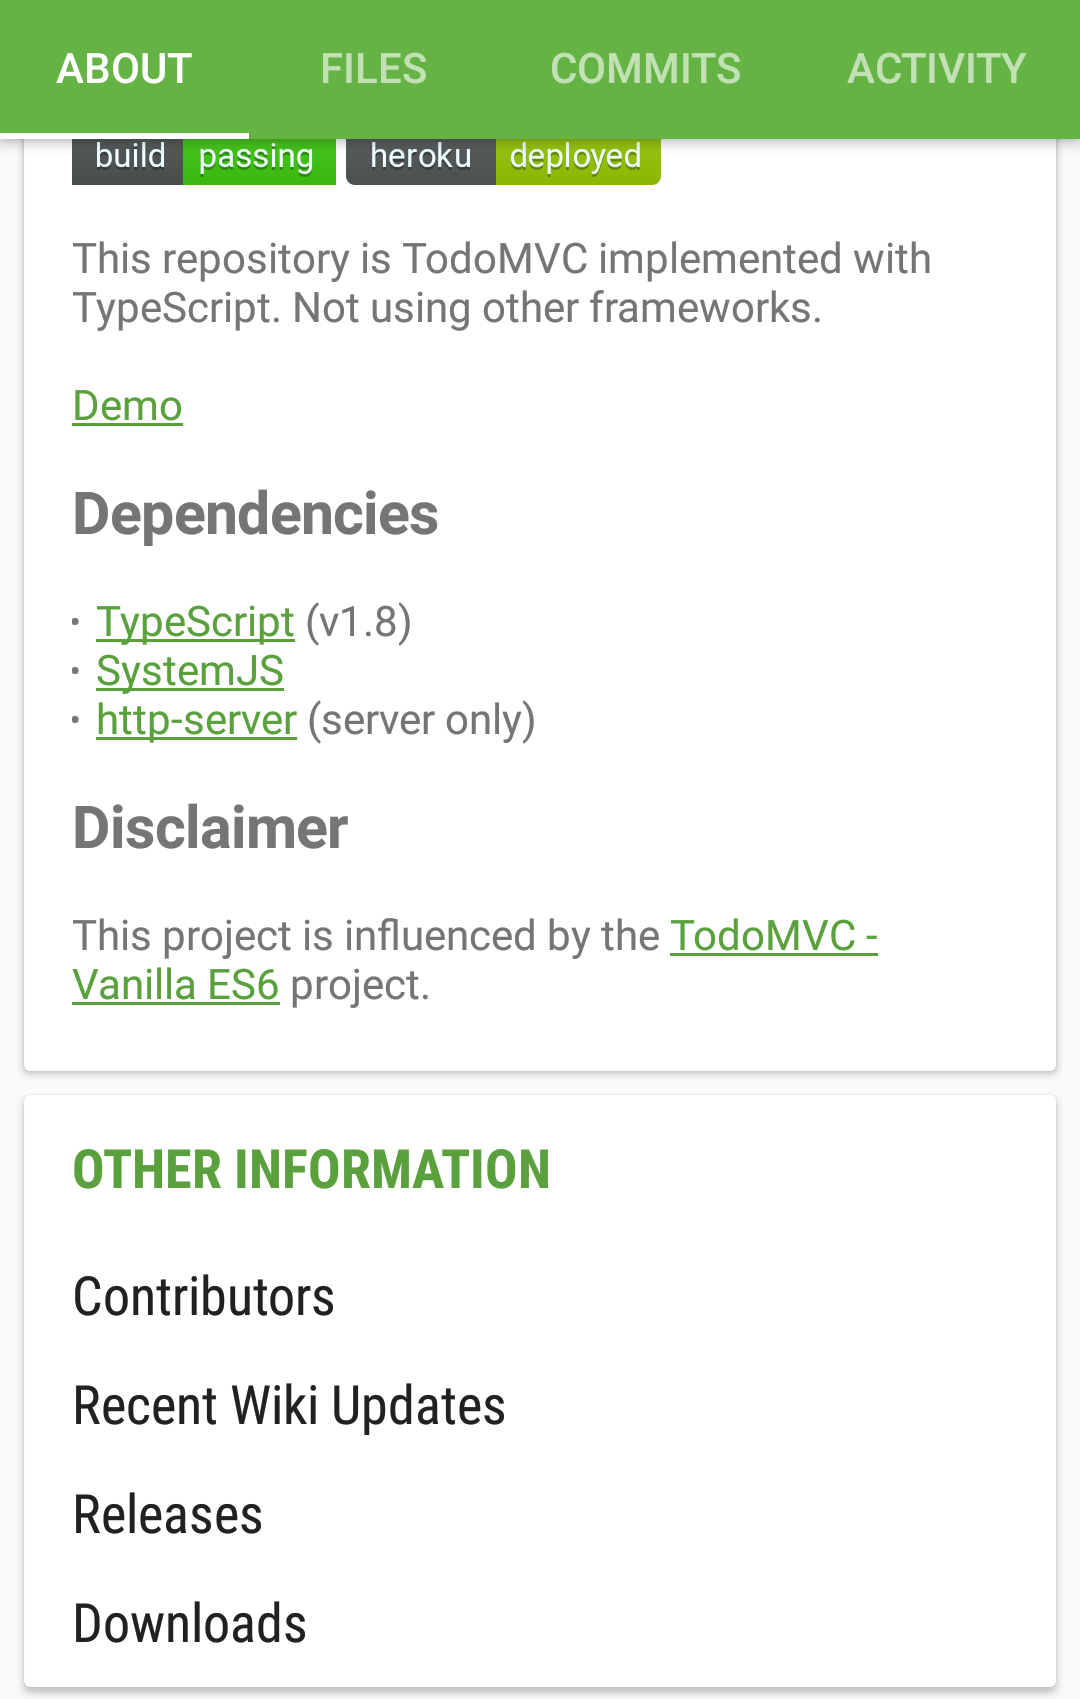 ABOUT FILES COMMITS ACTIVITY
build passing heroku deployed
This repository is TodoMVC implemented with
TypeScript. Not using other frameworks.
Demo
Dependencies
• TypeScript (v1.8)
• SystemJS
• http-server (server only)
Disclaimer
This project is influenced by the TodoMVC -
Vanilla ES6 project.
OTHER INFORMATION
Contributors
Recent Wiki Updates
Releases
Downloads